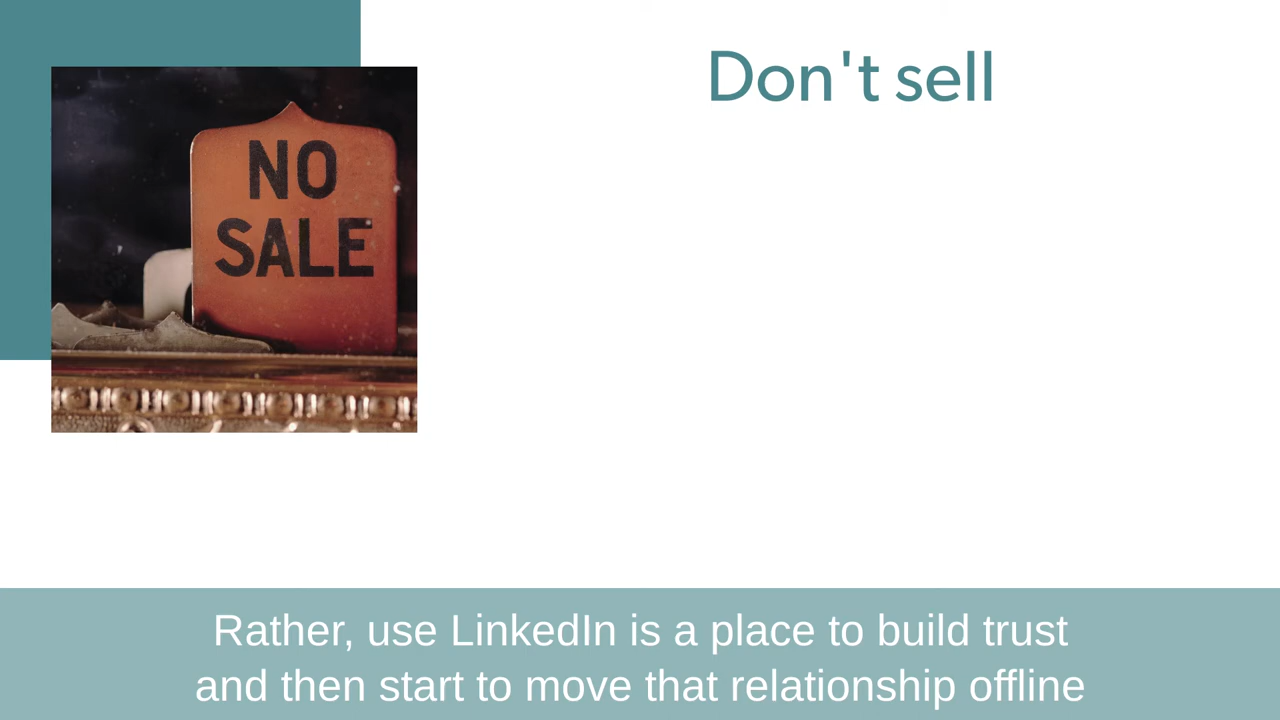 Don't sell
NO
SALE
Rather, use LinkedIn is a place to build trust
and then start to move that relationship offline